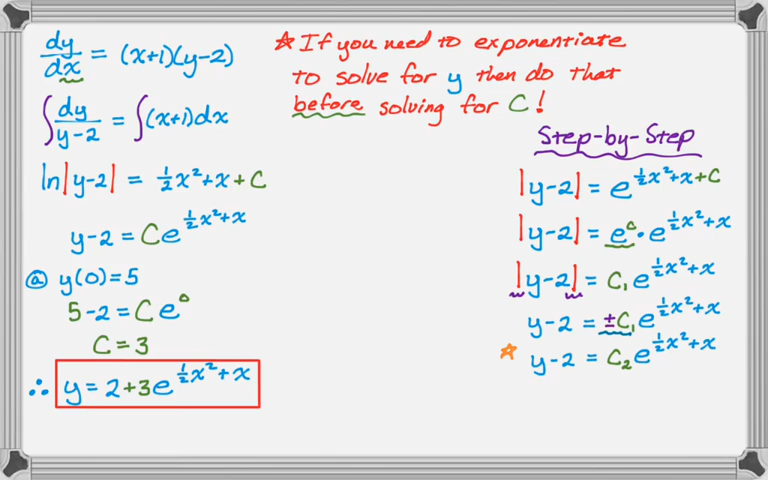 dy/dx = (x+1)(y-2)
∫ dy/(y-2) = ∫(x+1)dx
ln|y-2| = ½x²+x+C
y-2 = Ce^(½x²+x)
ⓐ y(0)=5
5-2 = Ce⁰
C = 3
∴ y = 2+3e^(½x²+x)
☆ If you need to exponentiate
to solve for y then do that
before solving for C!
Step-by-Step
|y-2| = e^(½x²+x+C)
|y-2| = e^C · e^(½x²+x)
|y-2| = C₁e^(½x²+x)
y-2 = ±C₁e^(½x²+x)
☆ y-2 = C₂e^(½x²+x)